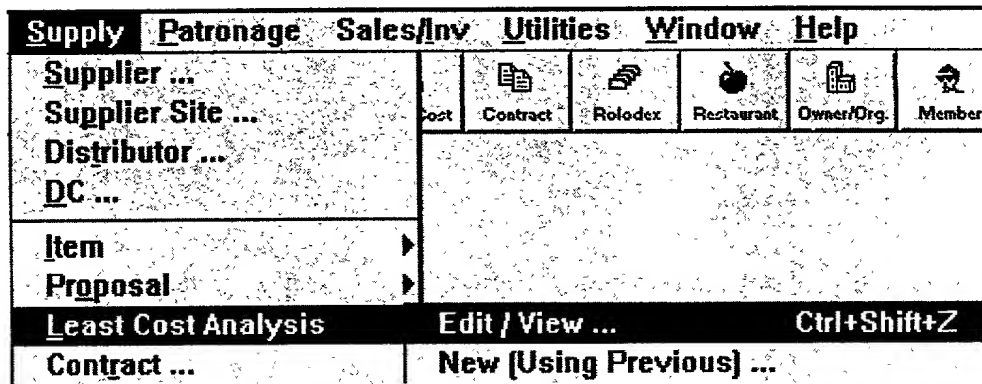 Supply Patronage Sales/Inv Utilities Window Help
Supplier ...
Supplier Site ...
Distributor ...
DC ...
Cost Contract Rolodex Restaurant Owner/Org. Member
Item
Proposal
Least Cost Analysis Edit / View ... Ctrl+Shift+Z
Contract ... New (Using Previous) ...